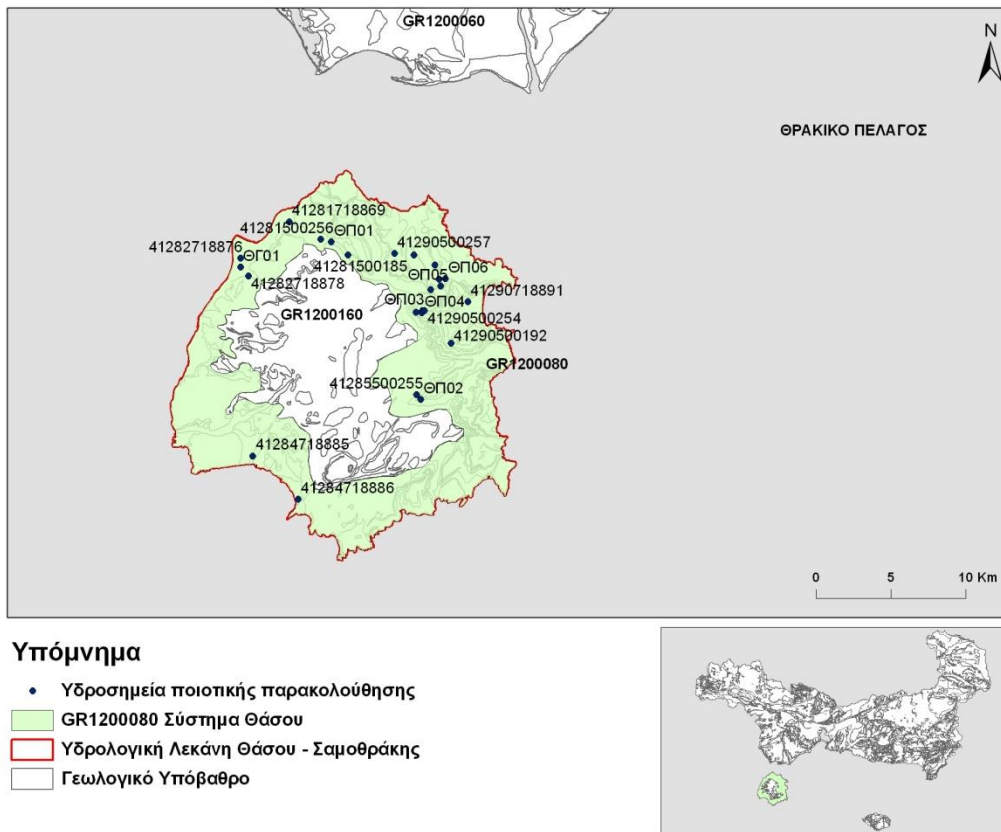 GR1200060
N
ΘΡΑΚΙΚΟ ΠΕΛΑΓΟΣ
41281718869
41281500256
ΘΠ01
41282718876
ΘΓ01
41290500257
41281500185
ΘΠ05
ΘΠ06
41282718878
41290718891
ΘΠ03
ΘΠ04
GR1200160
41290500254
41290500192
GR1200080
41285500255
ΘΠ02
41284718885
41284718886
0 5 10 Km
Υπόμνημα
Υδροσημεία ποιοτικής παρακολούθησης
GR1200080 Σύστημα Θάσου
Υδρολογική Λεκάνη Θάσου - Σαμοθράκης
Γεωλογικό Υπόβαθρο